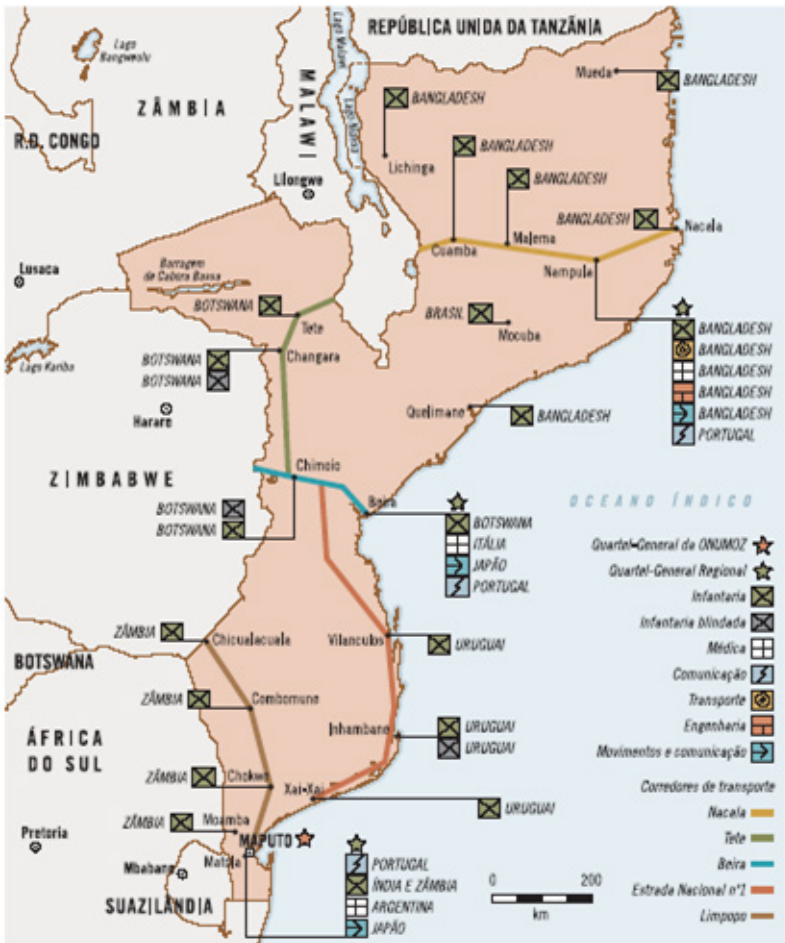 REPÚBLICA UNIDA DA TANZÂNIA
Lago Bangweulu
ZÂMBIA
R.D. CONGO
MALAWI
Lago Malawi
Lago Niassa
Mueda
BANGLADESH
BANGLADESH
Lichinga
BANGLADESH
Cuamba
BANGLADESH
Malema
BANGLADESH
Nacala
Nampula
Lilongwe
Lusaca
Barragem
de Cabora Bassa
Lago Kariba
BOTSWANA
Tete
BOTSWANA
BOTSWANA
Changara
BRASIL
Mocuba
BANGLADESH
BANGLADESH
BANGLADESH
BANGLADESH
BANGLADESH
PORTUGAL
Harare
Quelimane
BANGLADESH
ZIMBABWE
Chimoio
BOTSWANA
BOTSWANA
Beira
BOTSWANA
ITÁLIA
JAPÃO
PORTUGAL
OCEANO ÍNDICO
ZÂMBIA
Chicualacuala
Vilanculos
URUGUAI
BOTSWANA
ZÂMBIA
Combomune
ÁFRICA
DO SUL
Inhambane
URUGUAI
URUGUAI
ZÂMBIA
Chokwe
Xai-Xai
URUGUAI
ZÂMBIA
Moamba
Pretoria
MAPUTO
Matola
Mbabane
SUAZILÂNDIA
PORTUGAL
ÍNDIA E ZÂMBIA
ARGENTINA
JAPÃO
0 200
km
Quartel-General da ONUMOZ
Quartel-General Regional
Infantaria
Infantaria blindada
Médica
Comunicação
Transporte
Engenharia
Movimentos e comunicação
Corredores de transporte
Nacala
Tete
Beira
Estrada Nacional nº1
Limpopo